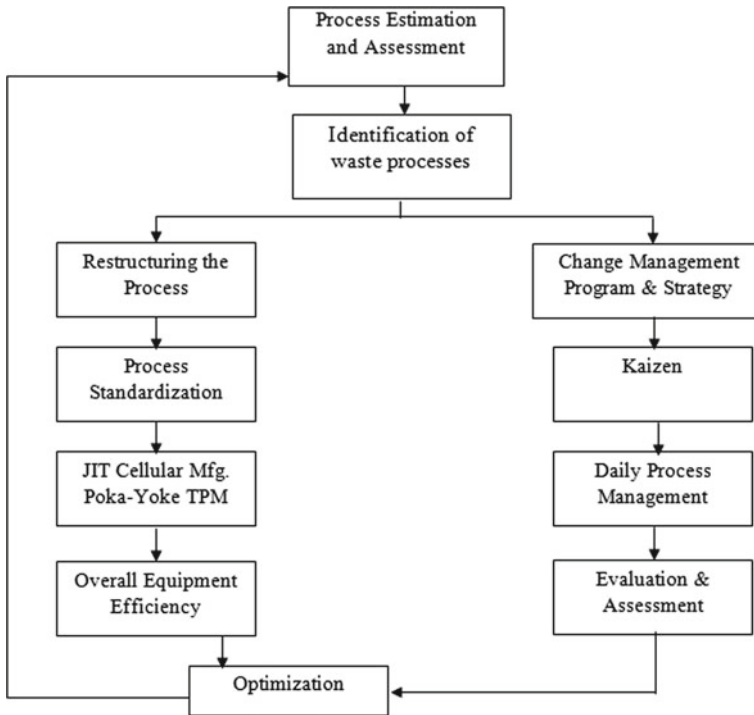 Process Estimation
and Assessment
Identification of
waste processes
Restructuring the
Process
Process
Standardization
JIT Cellular Mfg.
Poka-Yoke TPM
Overall Equipment
Efficiency
Change Management
Program & Strategy
Kaizen
Daily Process
Management
Evaluation &
Assessment
Optimization